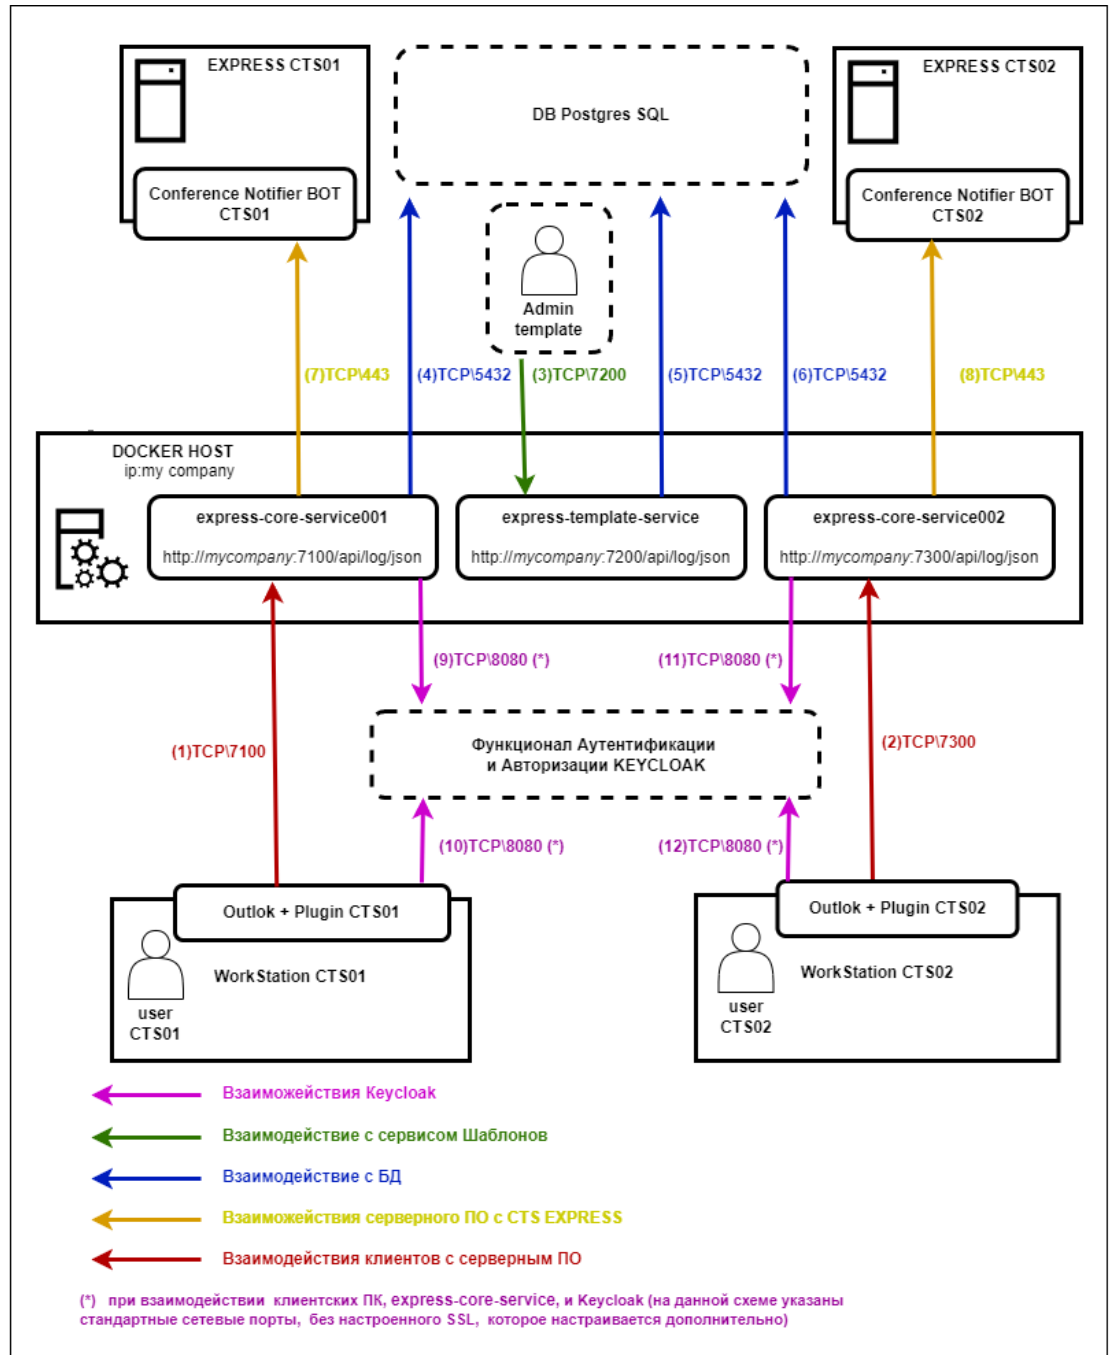 EXPRESS CTS01
DB Postgres SQL
EXPRESS CTS02
Conference Notifier BOT
CTS01
Conference Notifier BOT
CTS02
Admin
template
(7)TCP\443
(4)TCP\5432
(3)TCP\7200
(5)TCP\5432
(6)TCP\5432
(8)TCP\443
DOCKER HOST
ip:my company
express-core-service001
http://mycompany:7100/api/log/json
express-template-service
http://mycompany:7200/api/log/json
express-core-service002
http://mycompany:7300/api/log/json
(9)TCP\8080 (*)
(11)TCP\8080 (*)
(1)TCP\7100
Функционал Аутентификации
и Авторизации KEYCLOAK
(2)TCP\7300
(10)TCP\8080 (*)
(12)TCP\8080 (*)
Outlok + Plugin CTS01
WorkStation CTS01
user
CTS01
Outlok + Plugin CTS02
WorkStation CTS02
user
CTS02
Взаиможействия Keycloak
Взаимодействие с сервисом Шаблонов
Взаимодействие с БД
Взаиможействия серверного ПО с CTS EXPRESS
Взаимодействия клиентов с серверным ПО
(*) при взаимодействии клиентских ПК, express-core-service, и Keycloak (на данной схеме указаны
стандартные сетевые порты, без настроенного SSL, которое настраивается дополнительно)